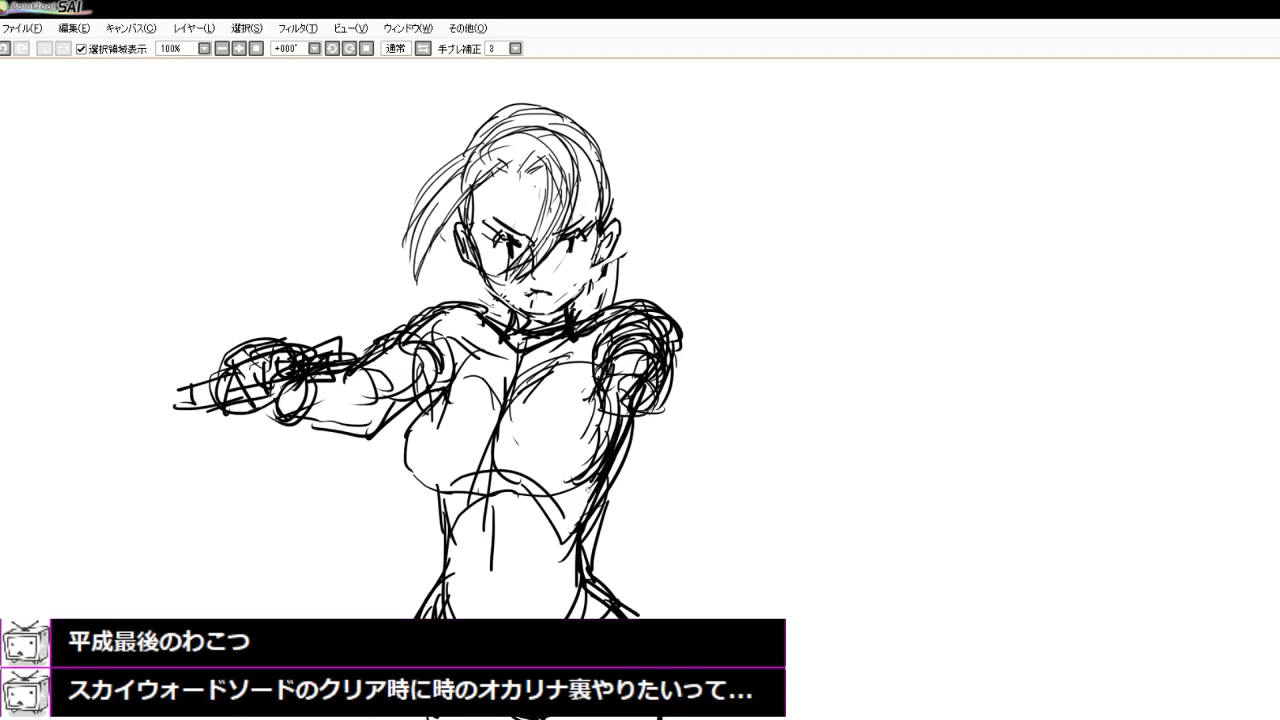 PaintTool SAI
ファイル(F) 編集(E) キャンバス(C) レイヤー(L) 選択(S) フィルタ(T) ビュー(V) ウィンドウ(W) その他(O)
選択領域表示 100% +000° 通常 手ブレ補正 3
平成最後のわこつ
スカイウォードソードのクリア時に時のオカリナ裏やりたいって...